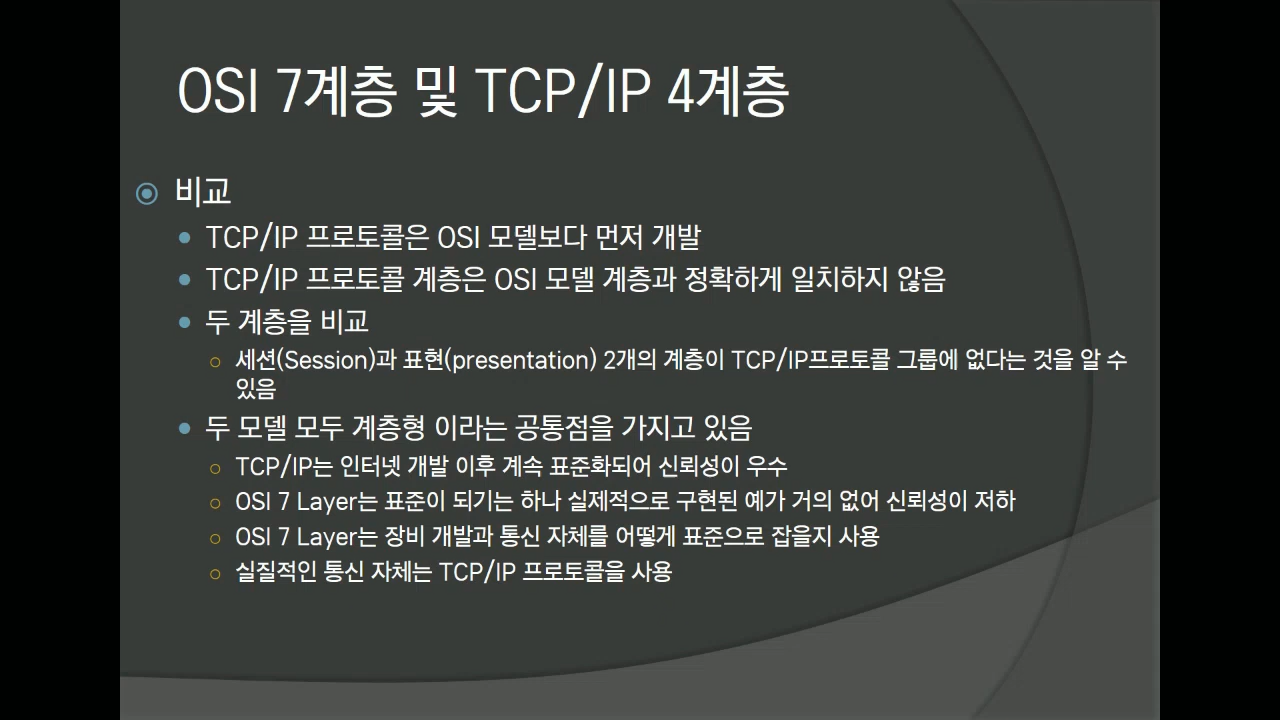 OSI 7계층 및 TCP/IP 4계층
비교
TCP/IP 프로토콜은 OSI 모델보다 먼저 개발
TCP/IP 프로토콜 계층은 OSI 모델 계층과 정확하게 일치하지 않음
두 계층을 비교
세션(Session)과 표현(presentation) 2개의 계층이 TCP/IP프로토콜 그룹에 없다는 것을 알 수
있음
두 모델 모두 계층형 이라는 공통점을 가지고 있음
TCP/IP는 인터넷 개발 이후 계속 표준화되어 신뢰성이 우수
OSI 7 Layer는 표준이 되기는 하나 실제적으로 구현된 예가 거의 없어 신뢰성이 저하
OSI 7 Layer는 장비 개발과 통신 자체를 어떻게 표준으로 잡을지 사용
실질적인 통신 자체는 TCP/IP 프로토콜을 사용